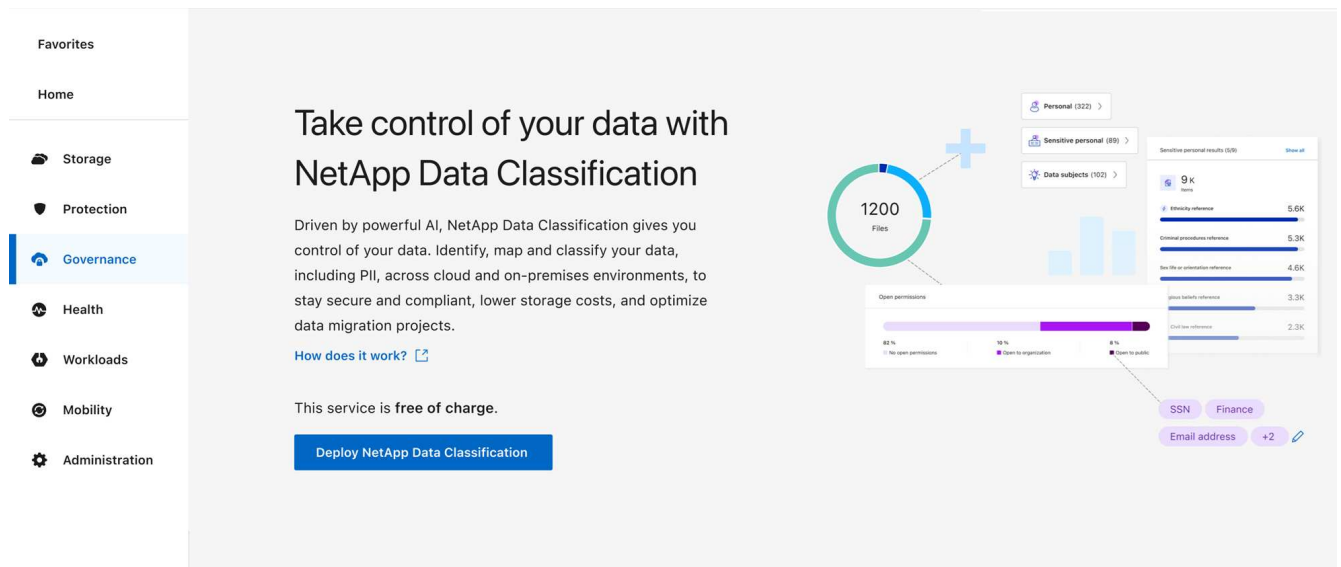 Favorites
Home
Storage
Protection
Governance
Health
Workloads
Mobility
Administration
Take control of your data with
NetApp Data Classification
Driven by powerful AI, NetApp Data Classification gives you
control of your data. Identify, map and classify your data,
including PII, across cloud and on-premises environments, to
stay secure and compliant, lower storage costs, and optimize
data migration projects.
How does it work?
This service is free of charge.
Deploy NetApp Data Classification
1200
Files
Personal (322) >
Sensitive personal (89) >
Data subjects (102) >
Sensitive personal results (5/9) Show all
9 K
items
Ethnicity reference 5.6K
Criminal procedures reference 5.3K
Sex life or orientation reference 4.6K
beliefs reference 3.3K
Civil law reference 2.3K
Open permissions
82 % 10 % 8 %
No open permissions Open to organization Open to public
SSN Finance
Email address +2